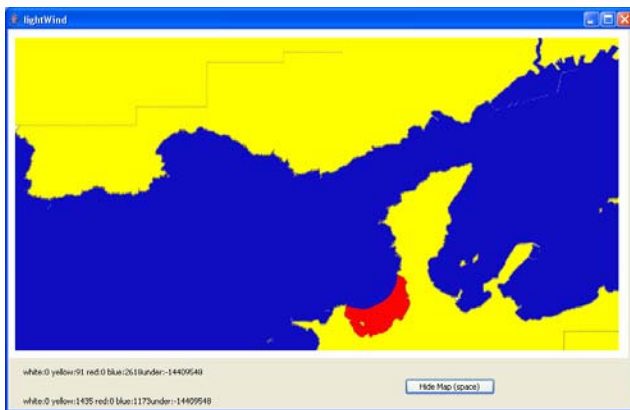 lightWind
white:0 yellow:91 red:0 blue:2618under:-14409548
Hide Map (space)
white:0 yellow:1435 red:0 blue:1173under:-14409548